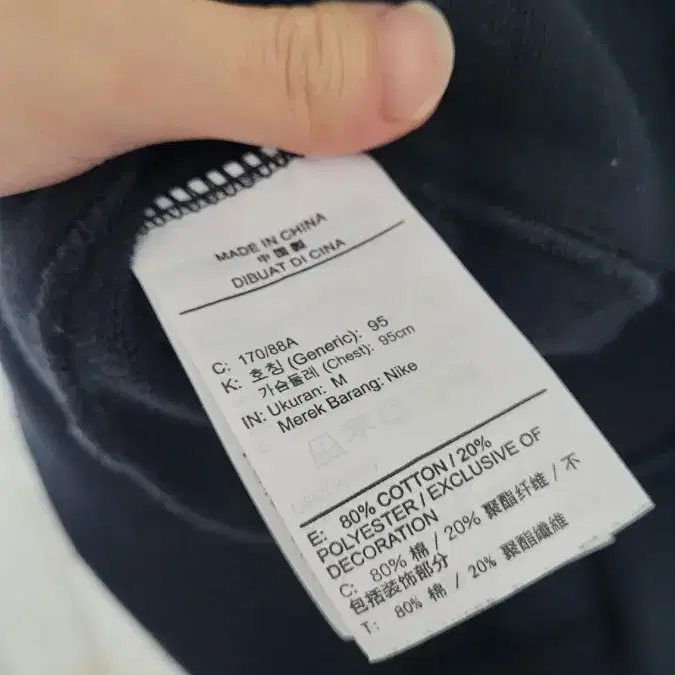 MADE IN CHINA
中国製
DIBUAT DI CINA
C: 170/88A
K: 호칭 (Generic): 95
가슴둘레 (Chest): 95cm
IN: Ukuran: M
Merek Barang: Nike
E: 80% COTTON / 20%
POLYESTER / EXCLUSIVE OF
DECORATION
C: 80% 棉 / 20% 聚酯纤维 / 不
包括装饰部分
T: 80% 棉 / 20% 聚酯纖維